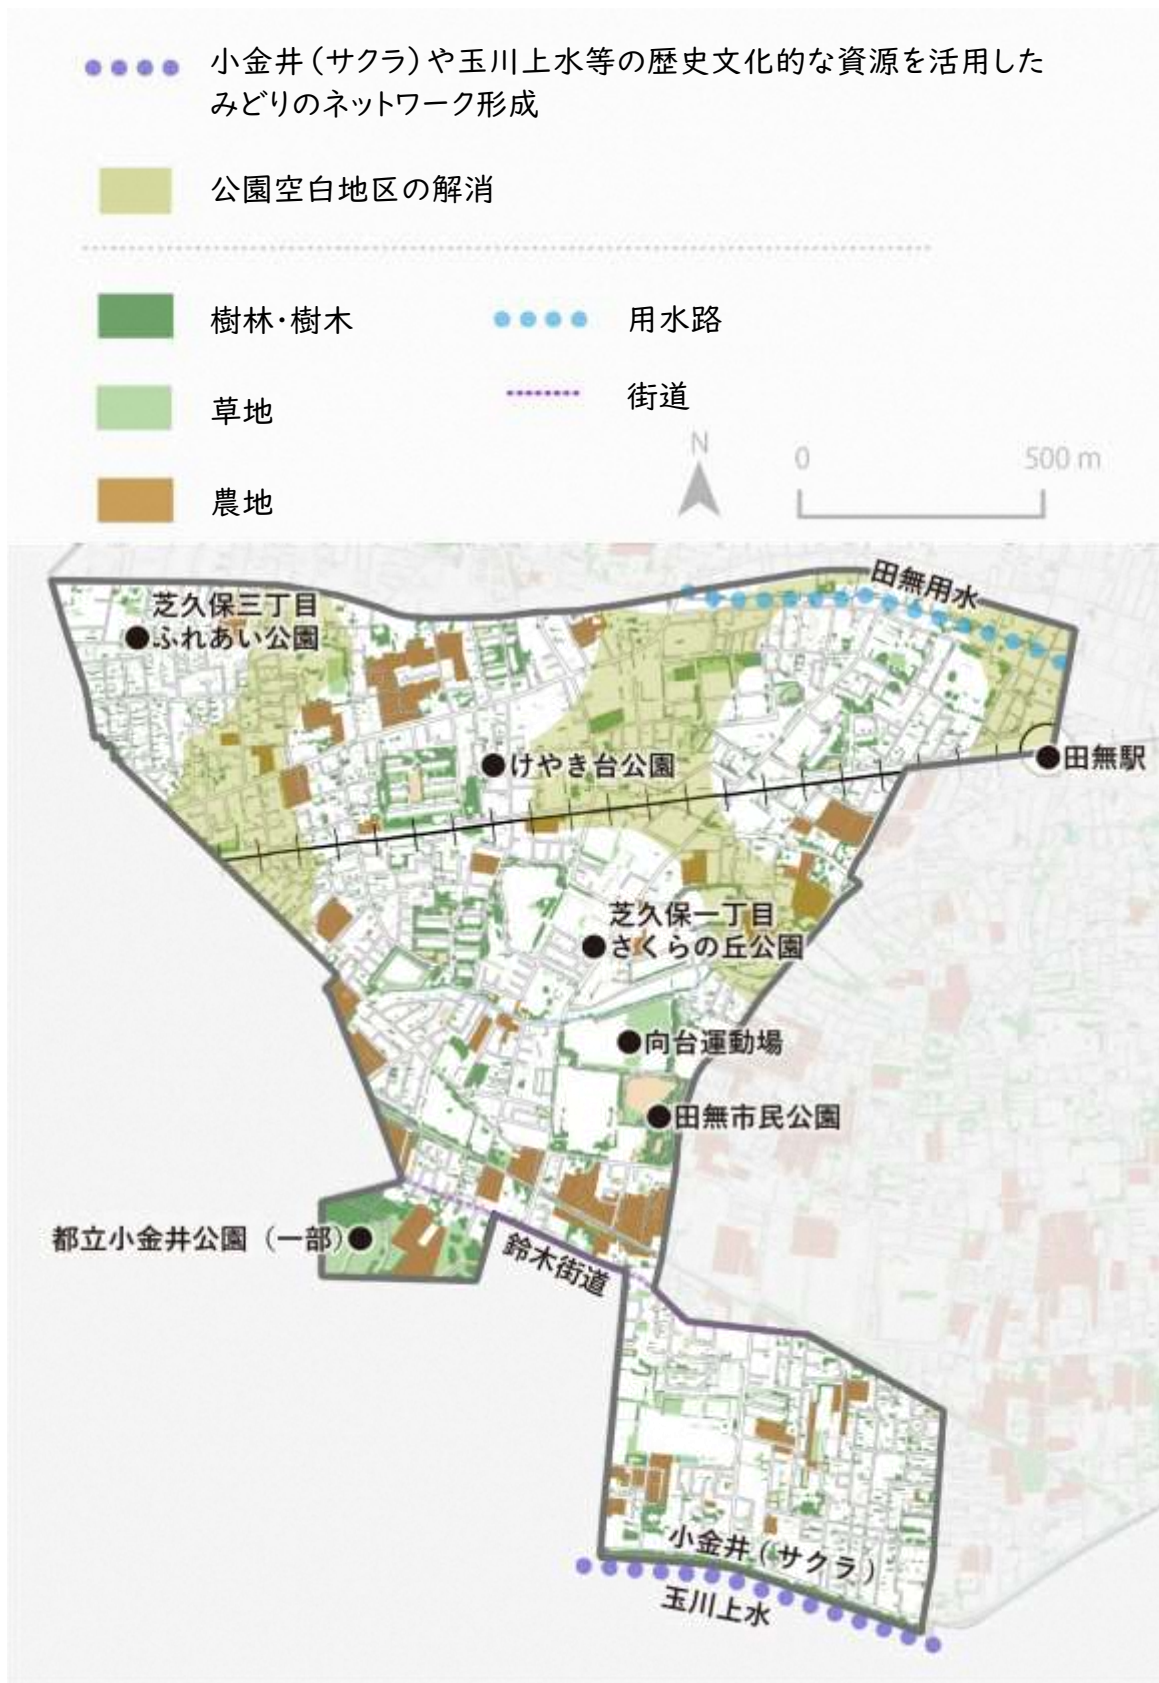 小金井(サクラ)や玉川上水等の歴史文化的な資源を活用した
みどりのネットワーク形成
公園空白地区の解消
樹林・樹木
用水路
草地
街道
農地
N
0
500 m
田無用水
芝久保三丁目
ふれあい公園
けやき台公園
田無駅
芝久保一丁目
さくらの丘公園
向台運動場
田無市民公園
都立小金井公園(一部)
鈴木街道
小金井(サクラ)
玉川上水